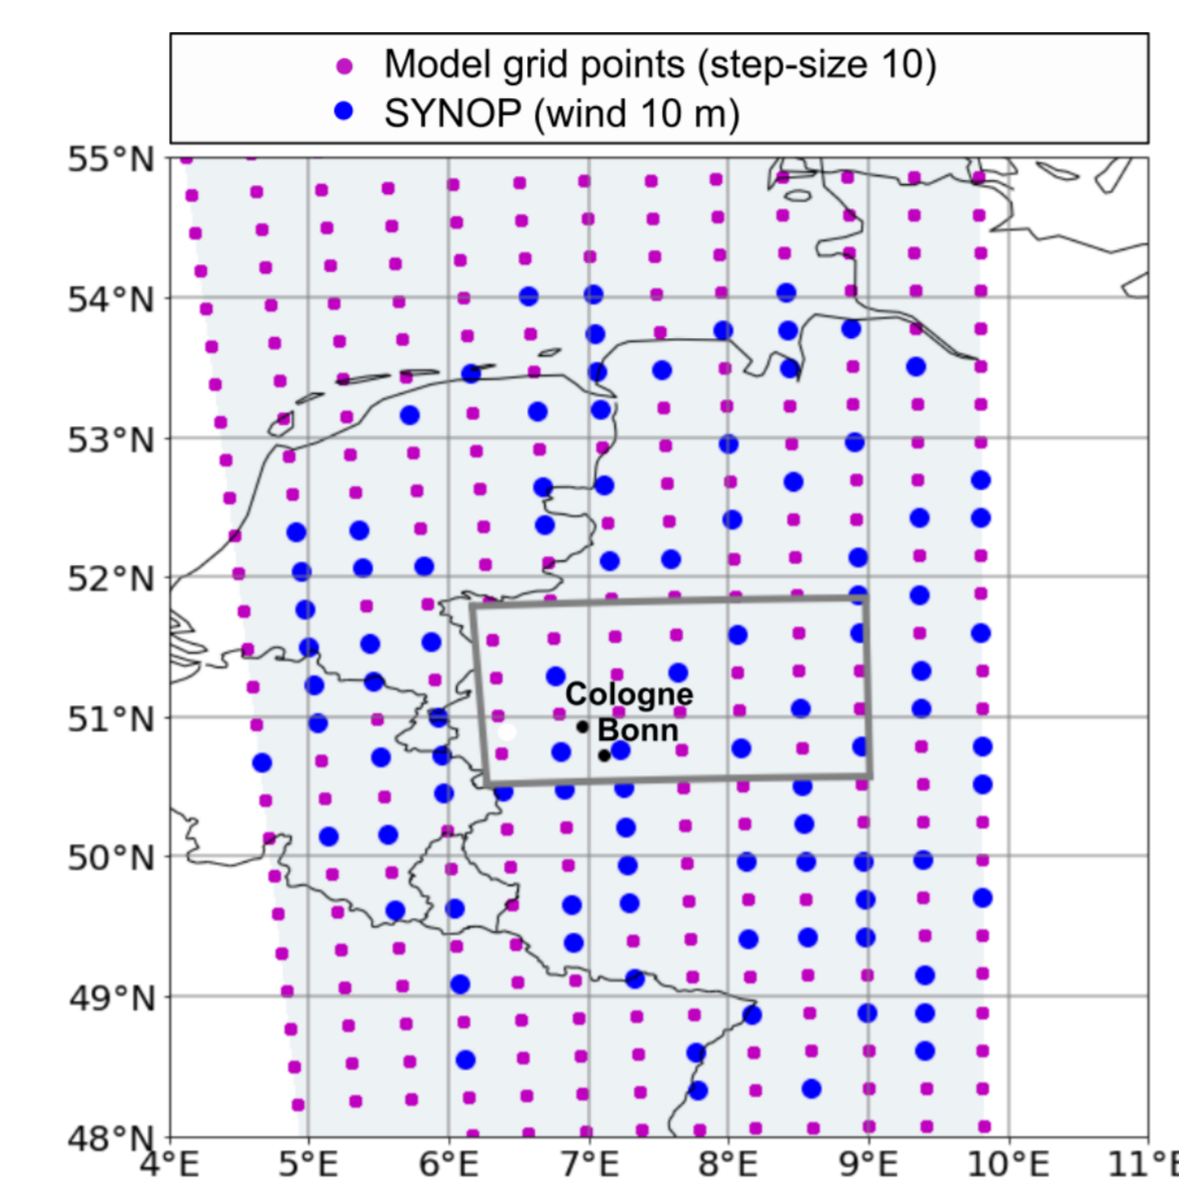 Model grid points (step-size 10)
SYNOP (wind 10 m)
55°N
54°N
53°N
52°N
51°N
50°N
49°N
48°N
Cologne
Bonn
4°E 5°E 6°E 7°E 8°E 9°E 10°E 11°E